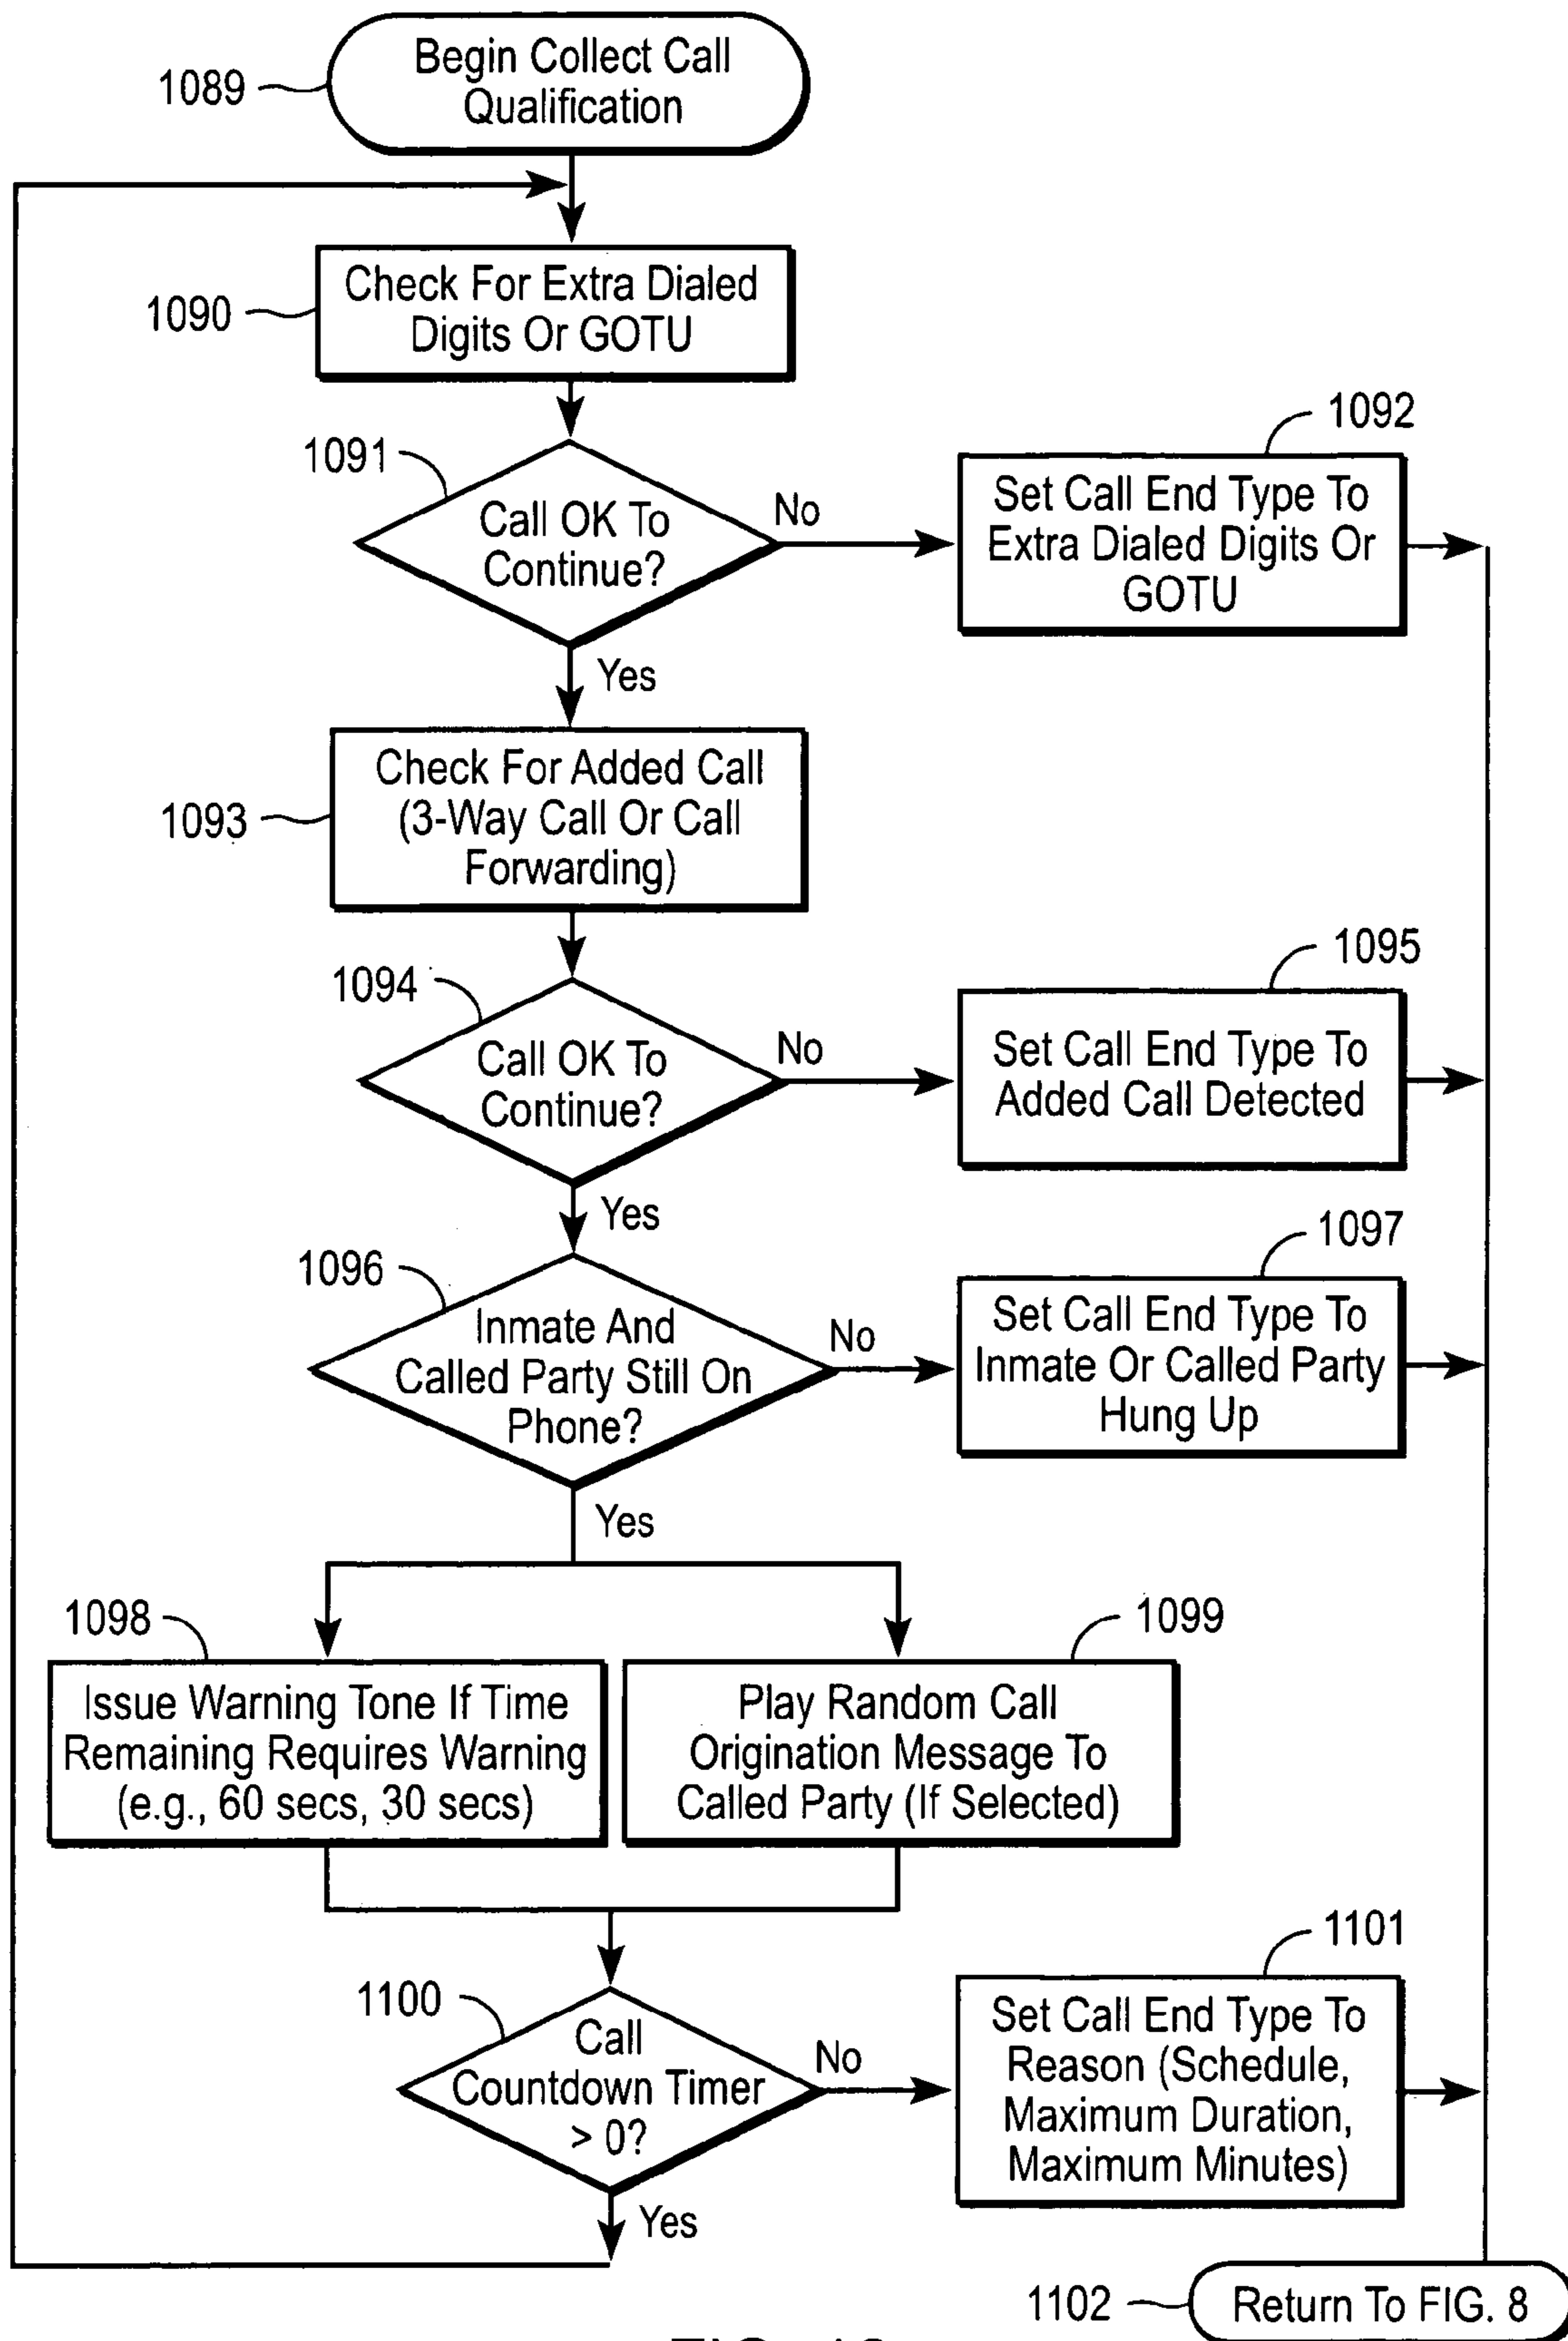 Begin Collect Call
Qualification
1089
Check For Extra Dialed
Digits Or GOTU
1090
1091
Call OK To
Continue?
No
1092
Set Call End Type To
Extra Dialed Digits Or
GOTU
Yes
Check For Added Call
(3-Way Call Or Call
Forwarding)
1093
1094
Call OK To
Continue?
No
1095
Set Call End Type To
Added Call Detected
Yes
1096
Inmate And
Called Party Still On
Phone?
No
1097
Set Call End Type To
Inmate Or Called Party
Hung Up
Yes
1098
Issue Warning Tone If Time
Remaining Requires Warning
(e.g., 60 secs, 30 secs)
1099
Play Random Call
Origination Message To
Called Party (If Selected)
1100
Call
Countdown Timer
> 0?
No
1101
Set Call End Type To
Reason (Schedule,
Maximum Duration,
Maximum Minutes)
Yes
1102
Return To FIG. 8